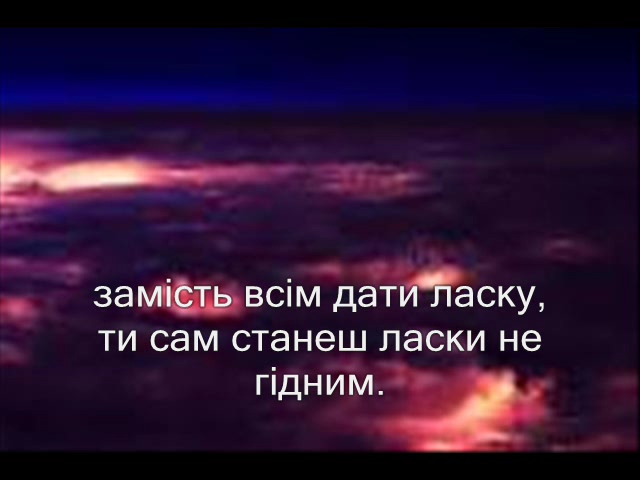 замість всім дати ласку,
ти сам станеш ласки не
гідним.